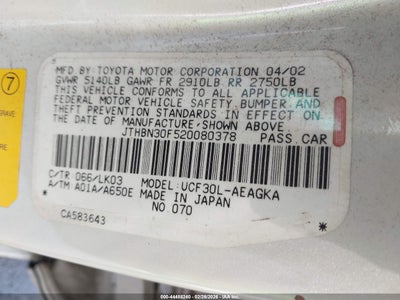 7
MFD. BY TOYOTA MOTOR CORPORATION 04/02
GVWR 5140LB GAWR FR 2910LB RR 2750LB
THIS VEHICLE CONFORMS TO ALL APPLICABLE
FEDERAL MOTOR VEHICLE SAFETY, BUMPER AND
THEFT PREVENTION STANDARDS IN EFFECT ON
THE DATE OF MANUFACTURE SHOWN ABOVE.
JTHBN30F520080378 PASS. CAR
C/TR 066/LK03 MODEL: UCF30L-AEAGKA
A/TM A01A/A650E MADE IN JAPAN
NO. 070
CA583643